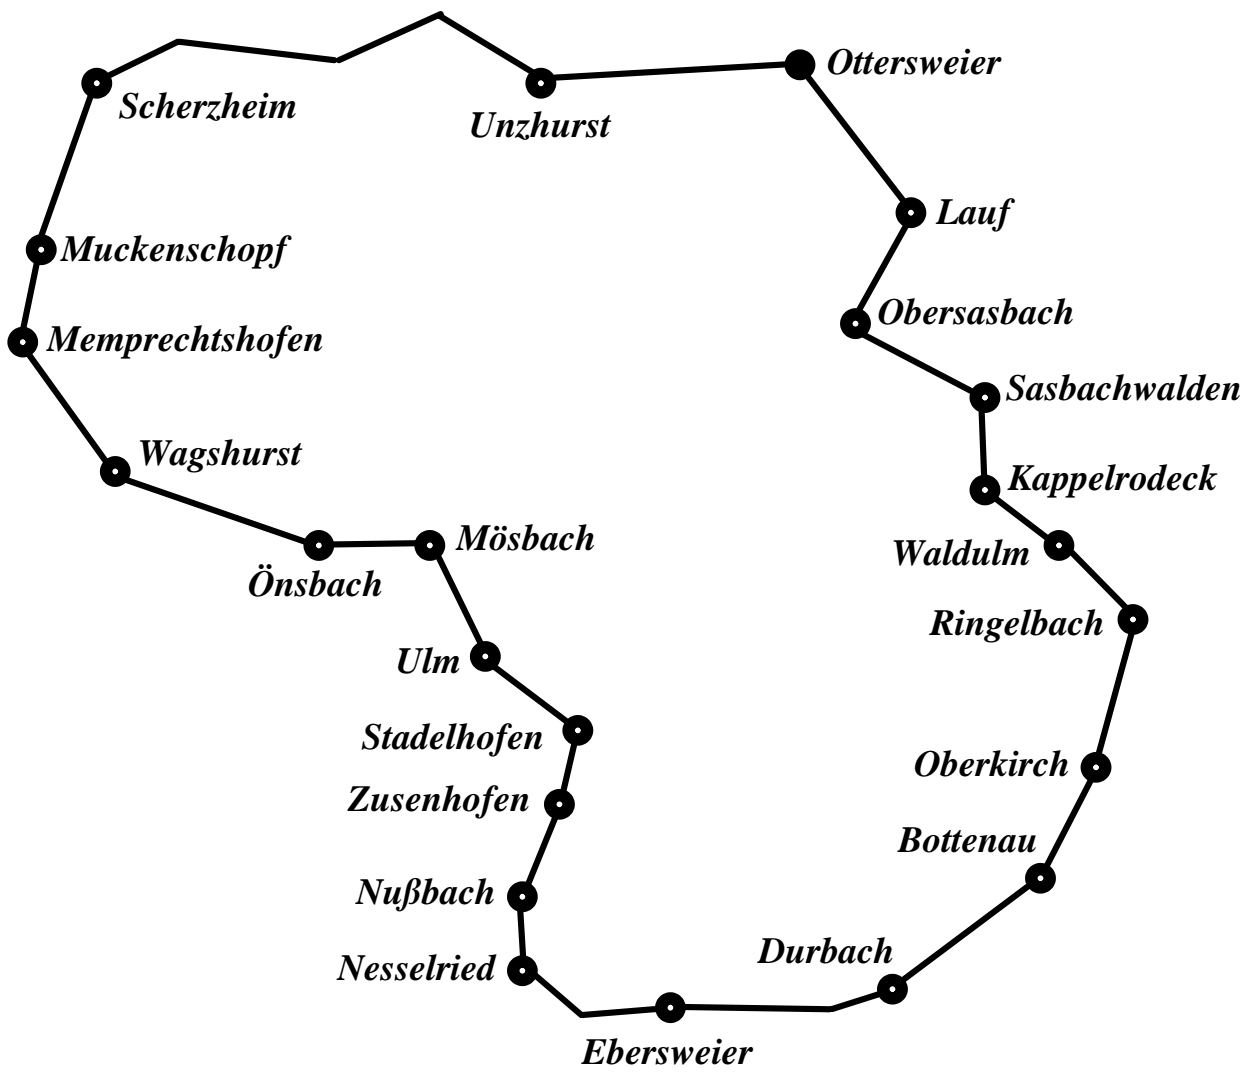 Ottersweier
Scherzheim
Unzhurst
Lauf
Muckenschopf
Obersasbach
Memprechtshofen
Sasbachwalden
Wagshurst
Kappelrodeck
Mösbach
Waldulm
Önsbach
Ringelbach
Ulm
Stadelhofen
Oberkirch
Zusenhofen
Bottenau
Nußbach
Durbach
Nesselried
Ebersweier